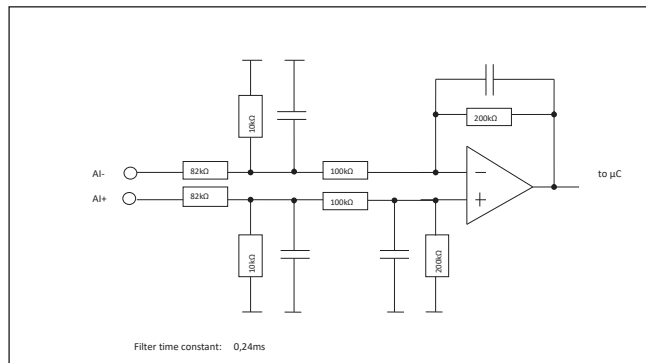 10kΩ
200kΩ
AI-
82kΩ
100kΩ
−
to µC
AI+
82kΩ
100kΩ
+
10kΩ
200kΩ
Filter time constant: 0,24ms